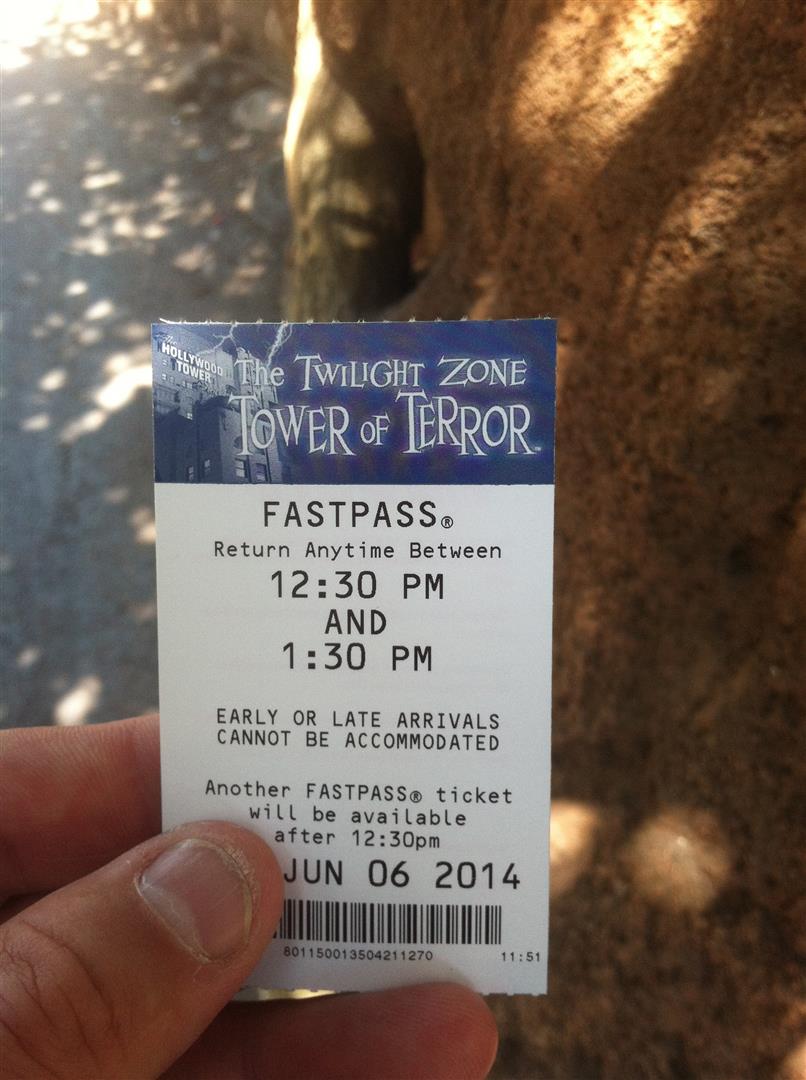 The
HOLLYWOOD
TOWER
The TWILIGHT ZONE
TOWER OF TERROR™
FASTPASS®
Return Anytime Between
12:30 PM
AND
1:30 PM
EARLY OR LATE ARRIVALS
CANNOT BE ACCOMMODATED
Another FASTPASS® ticket
will be available
after 12:30pm
JUN 06 2014
801150013504211270 11:51